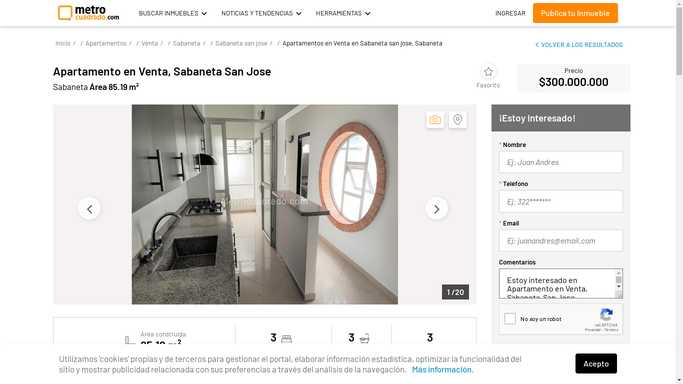 metro
cuadrado.com
BUSCAR INMUEBLES
NOTICIAS Y TENDENCIAS
HERRAMIENTAS
INGRESAR
Publica tu Inmueble
Inicio / / Apartamentos / / Venta / / Sabaneta / / Sabaneta san jose / / Apartamentos en Venta en Sabaneta san jose, Sabaneta
VOLVER A LOS RESULTADOS
Apartamento en Venta, Sabaneta San Jose
Sabaneta Área 85.19 m²
Favorito
Precio
$300.000.000
1 / 20
¡Estoy Interesado!
* Nombre
Ej: Juan Andres
* Teléfono
Ej: 322*******
* Email
Ej: juanandres@email.com
Comentarios
Estoy interesado en
Apartamento en Venta,
Sabaneta San Jose
No soy un robot
reCAPTCHA
Privacidad - Términos
Área construida
85.19 m²
3
3
3
Utilizamos 'cookies' propias y de terceros para gestionar el portal, elaborar información estadística, optimizar la funcionalidad del
sitio y mostrar publicidad relacionada con sus preferencias a través del análisis de la navegación. Más información.
Acepto